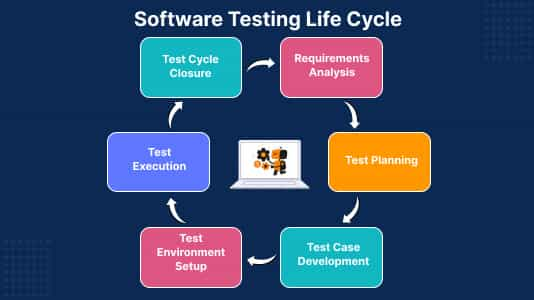 Software Testing Life Cycle
Test Cycle
Closure
Requirements
Analysis
Test Planning
Test Case
Development
Test
Environment
Setup
Test
Execution